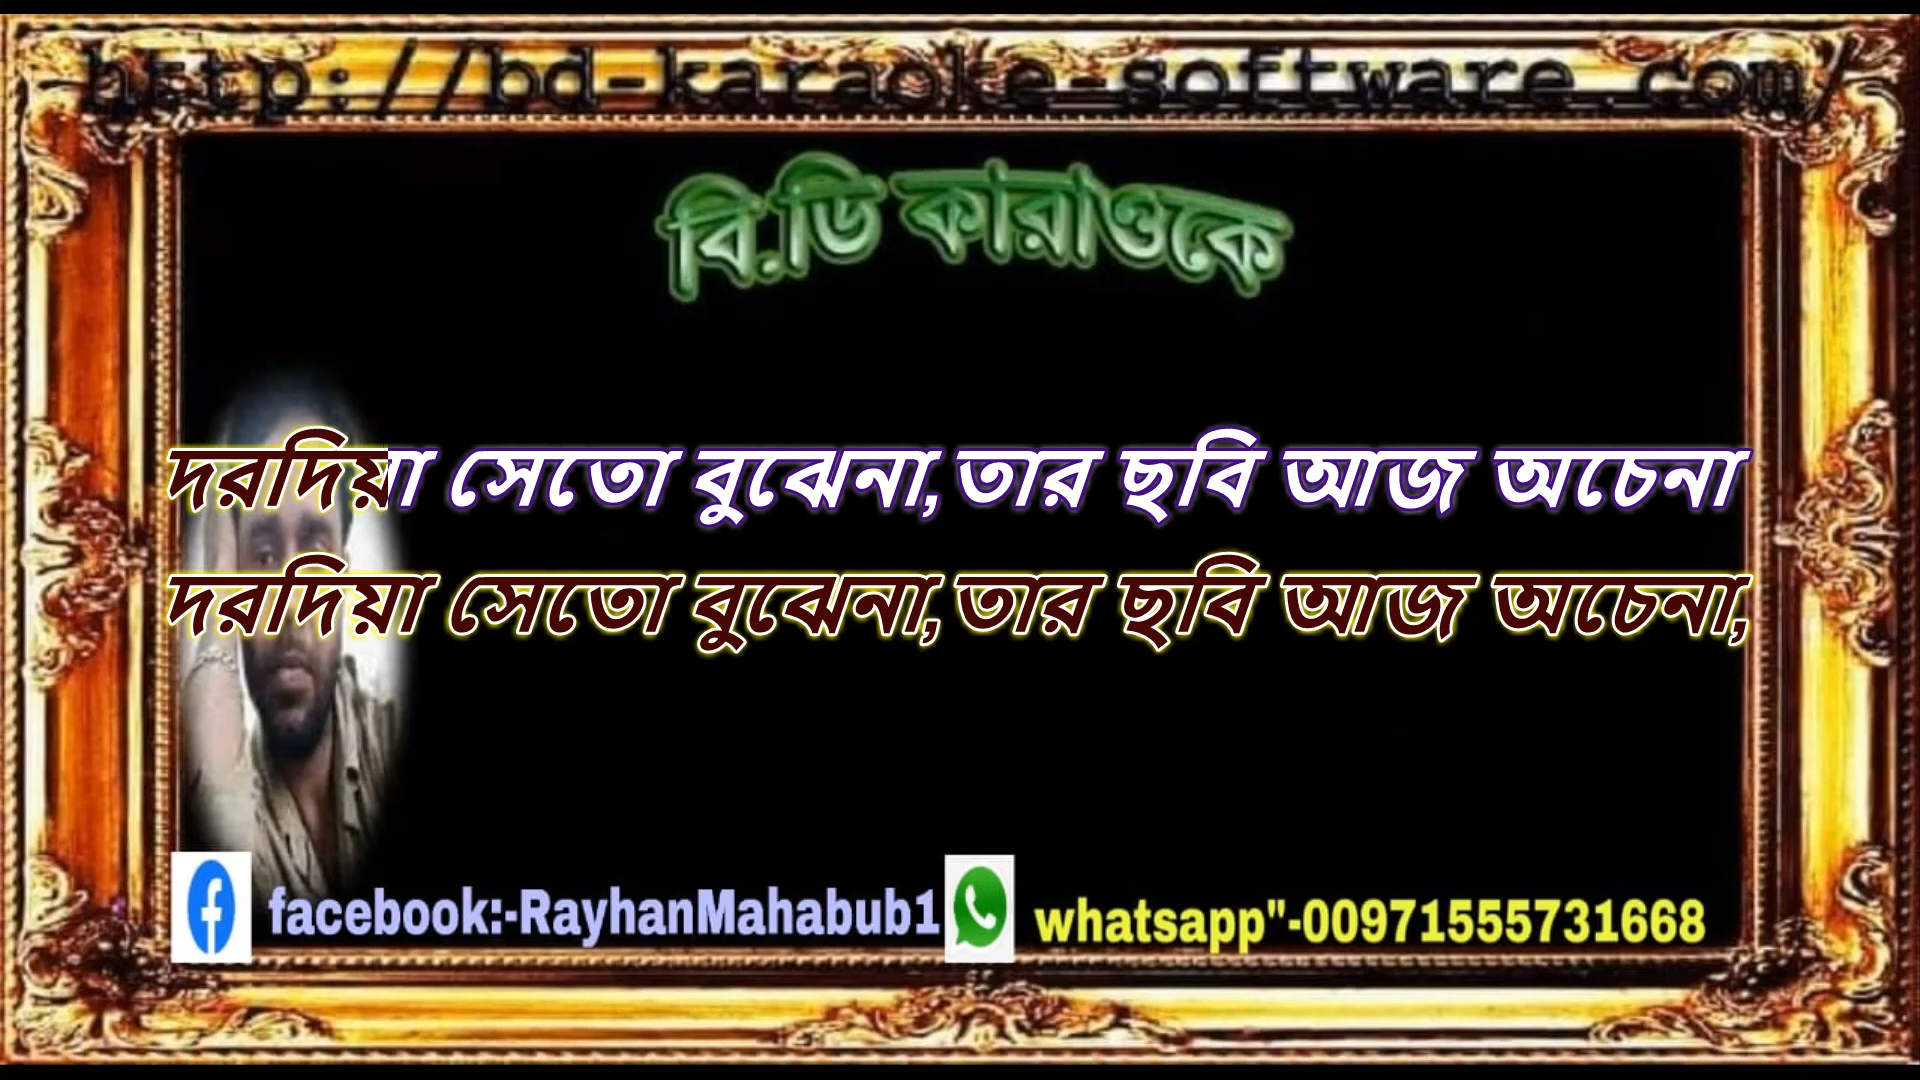 http://bd-karaoke-software.com/
বি.ডি কারাওকে
দরদিয়া সেতো বুঝেনা,তার ছবি আজ অচেনা
দরদিয়া সেতো বুঝেনা,তার ছবি আজ অচেনা,
facebook:-RayhanMahabub1
whatsapp"-00971555731668